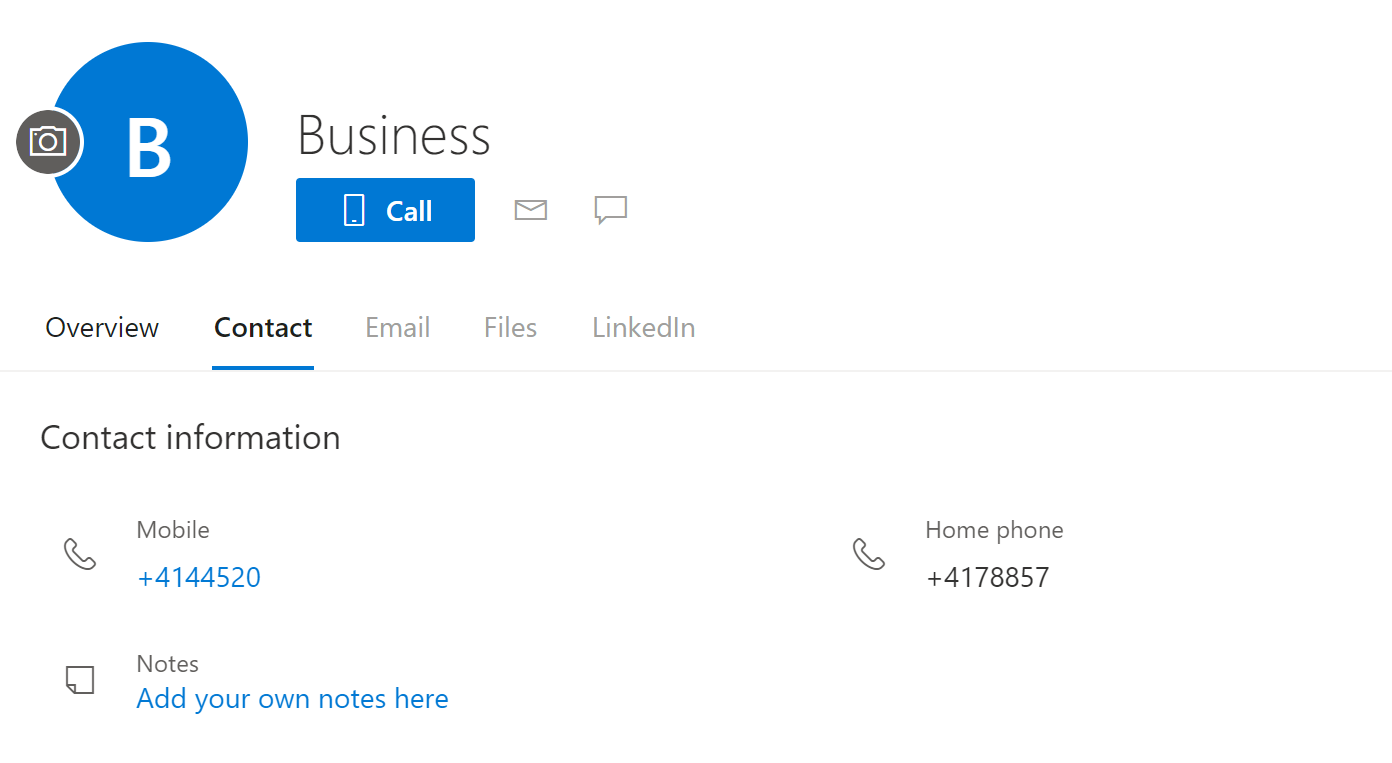 B
Business
Call
Overview Contact Email Files LinkedIn
Contact information
Mobile
+4144520
Home phone
+4178857
Notes
Add your own notes here